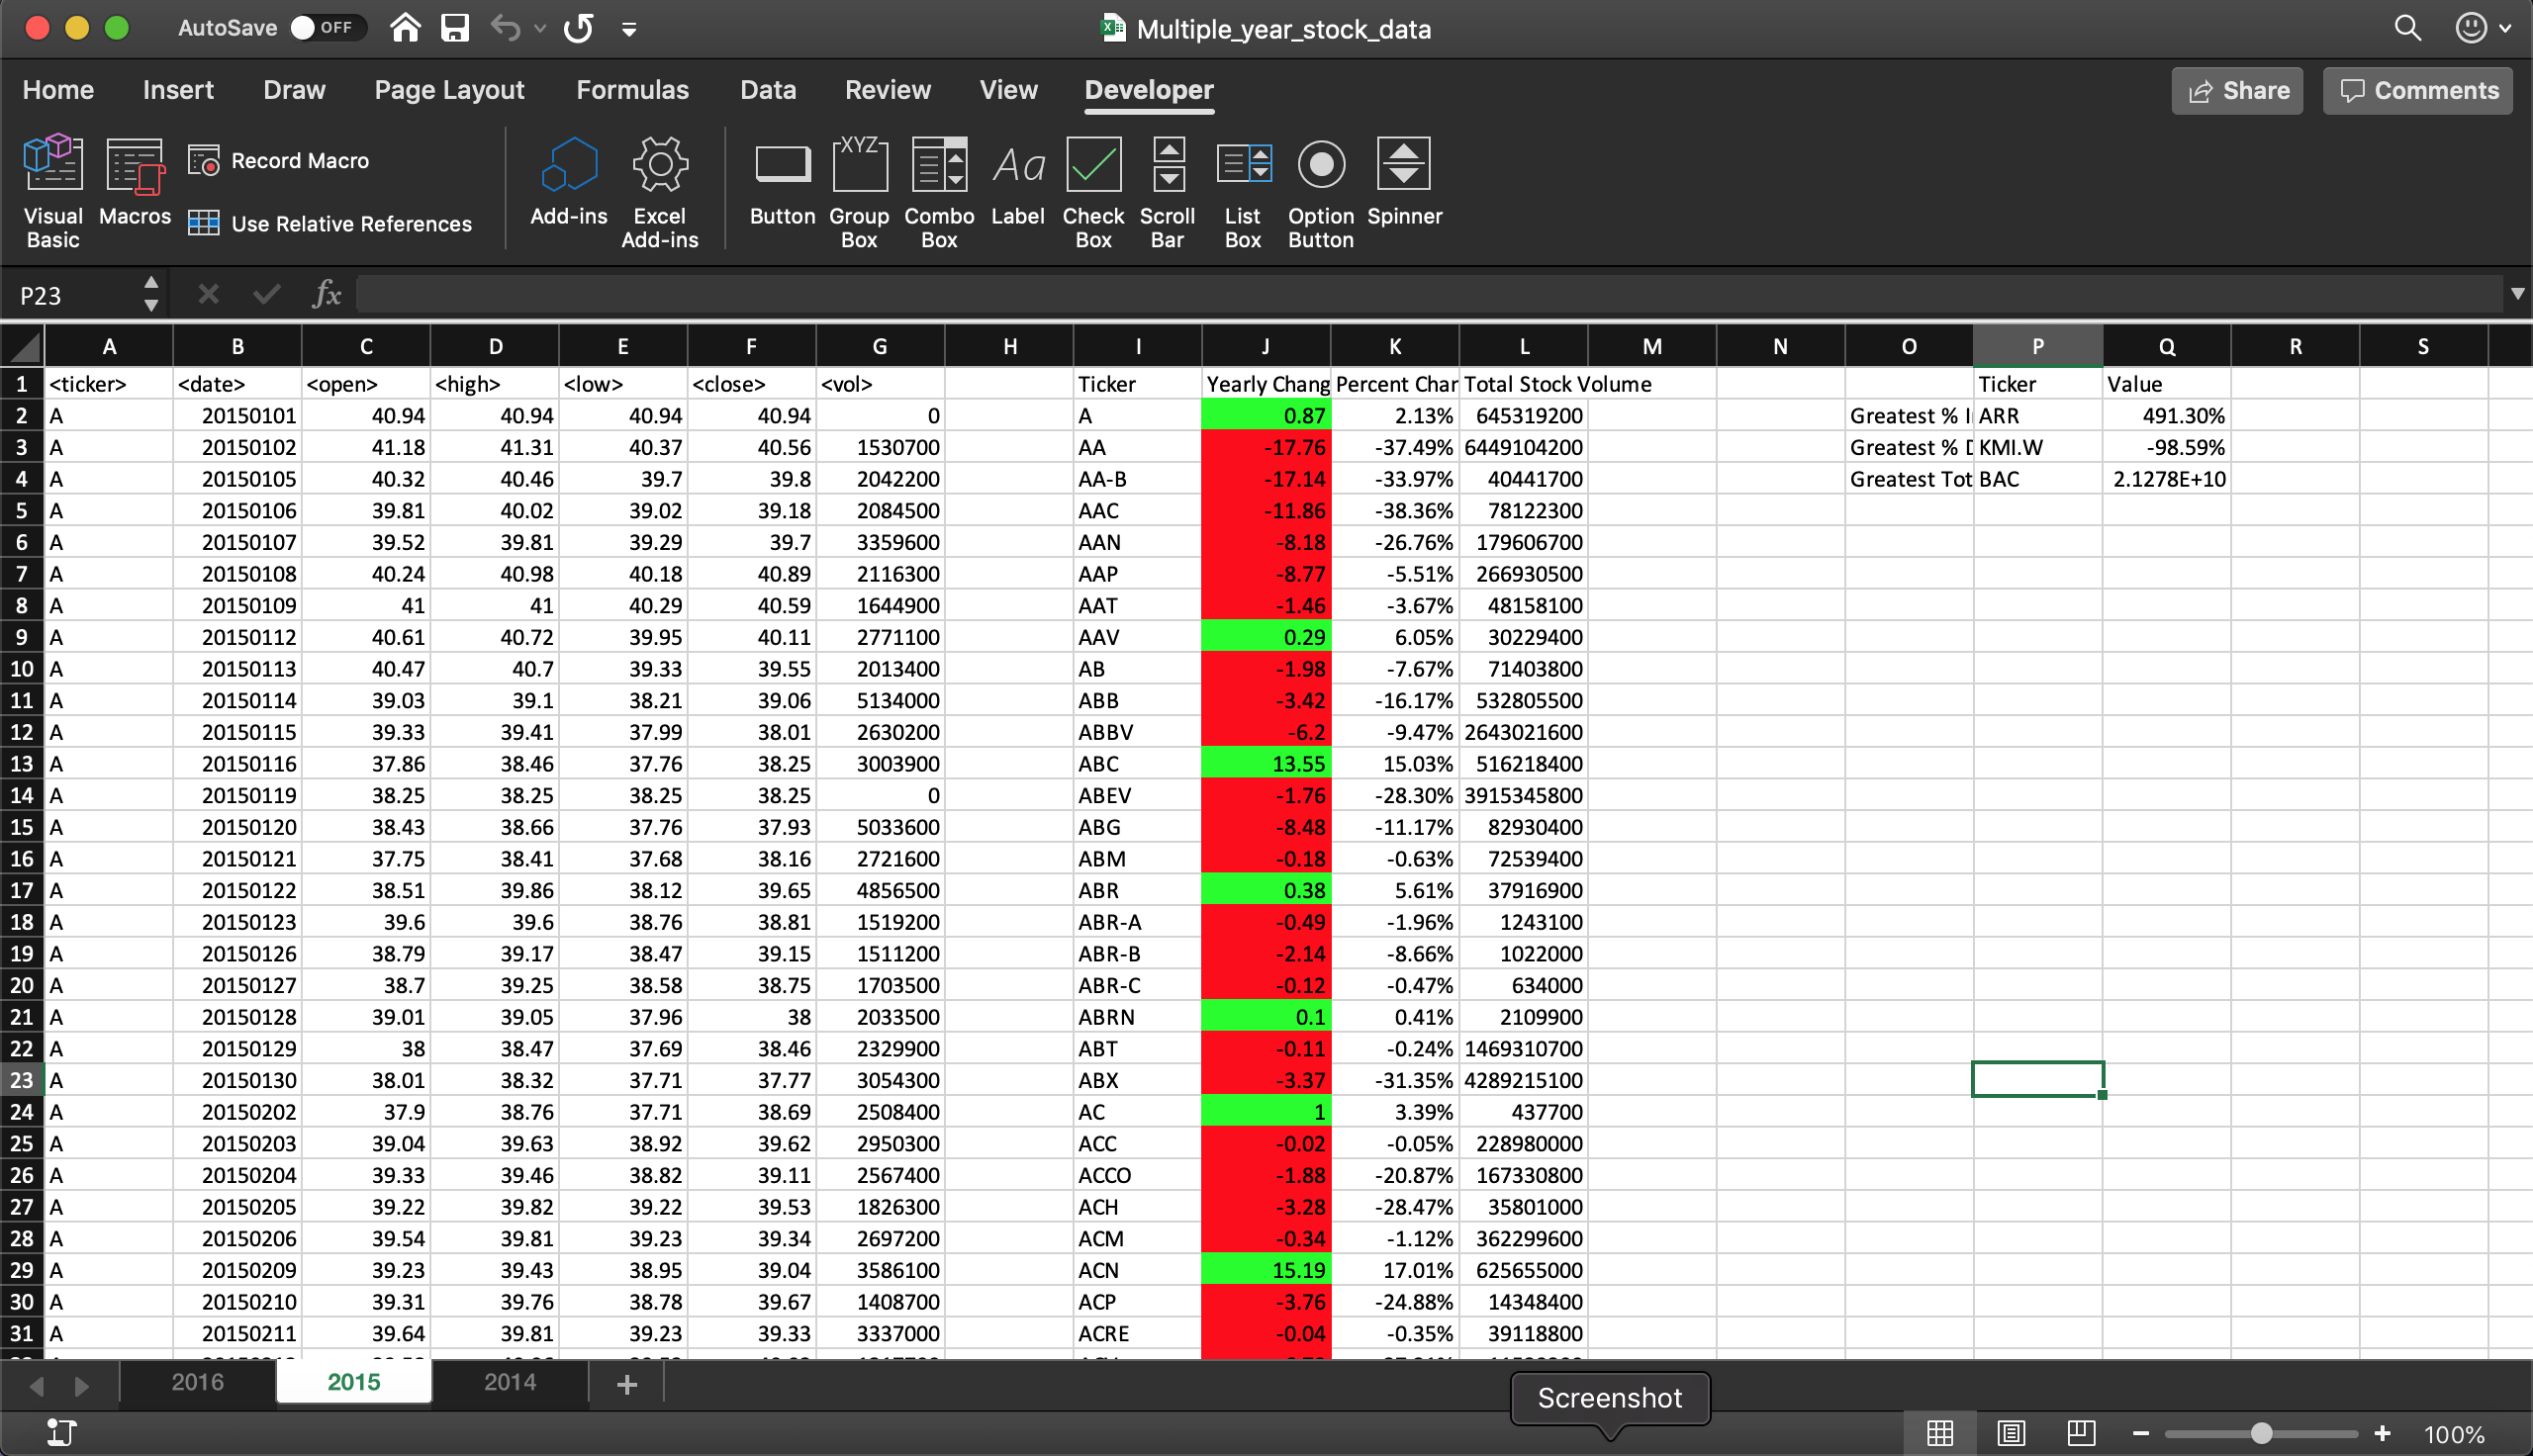 AutoSave OFF Multiple_year_stock_data
Home Insert Draw Page Layout Formulas Data Review View Developer Share Comments
Visual Basic Macros Record Macro Use Relative References Add-ins Excel Add-ins Button Group Box Combo Box Label Check Box Scroll Bar List Box Option Button Spinner
P23 fx
A B C D E F G H I J K L M N O P Q R S
1 <ticker> <date> <open> <high> <low> <close> <vol> Ticker Yearly Chang Percent Char Total Stock Volume Ticker Value
2 A 20150101 40.94 40.94 40.94 40.94 0 A 0.87 2.13% 645319200 Greatest % I ARR 491.30%
3 A 20150102 41.18 41.31 40.37 40.56 1530700 AA -17.76 -37.49% 6449104200 Greatest % D KMI.W -98.59%
4 A 20150105 40.32 40.46 39.7 39.8 2042200 AA-B -17.14 -33.97% 40441700 Greatest Tot BAC 2.1278E+10
5 A 20150106 39.81 40.02 39.02 39.18 2084500 AAC -11.86 -38.36% 78122300
6 A 20150107 39.52 39.81 39.29 39.7 3359600 AAN -8.18 -26.76% 179606700
7 A 20150108 40.24 40.98 40.18 40.89 2116300 AAP -8.77 -5.51% 266930500
8 A 20150109 41 41 40.29 40.59 1644900 AAT -1.46 -3.67% 48158100
9 A 20150112 40.61 40.72 39.95 40.11 2771100 AAV 0.29 6.05% 30229400
10 A 20150113 40.47 40.7 39.33 39.55 2013400 AB -1.98 -7.67% 71403800
11 A 20150114 39.03 39.1 38.21 39.06 5134000 ABB -3.42 -16.17% 532805500
12 A 20150115 39.33 39.41 37.99 38.01 2630200 ABBV -6.2 -9.47% 2643021600
13 A 20150116 37.86 38.46 37.76 38.25 3003900 ABC 13.55 15.03% 516218400
14 A 20150119 38.25 38.25 38.25 38.25 0 ABEV -1.76 -28.30% 3915345800
15 A 20150120 38.43 38.66 37.76 37.93 5033600 ABG -8.48 -11.17% 82930400
16 A 20150121 37.75 38.41 37.68 38.16 2721600 ABM -0.18 -0.63% 72539400
17 A 20150122 38.51 39.86 38.12 39.65 4856500 ABR 0.38 5.61% 37916900
18 A 20150123 39.6 39.6 38.76 38.81 1519200 ABR-A -0.49 -1.96% 1243100
19 A 20150126 38.79 39.17 38.47 39.15 1511200 ABR-B -2.14 -8.66% 1022000
20 A 20150127 38.7 39.25 38.58 38.75 1703500 ABR-C -0.12 -0.47% 634000
21 A 20150128 39.01 39.05 37.96 38 2033500 ABRN 0.1 0.41% 2109900
22 A 20150129 38 38.47 37.69 38.46 2329900 ABT -0.11 -0.24% 1469310700
23 A 20150130 38.01 38.32 37.71 37.77 3054300 ABX -3.37 -31.35% 4289215100
24 A 20150202 37.9 38.76 37.71 38.69 2508400 AC 1 3.39% 437700
25 A 20150203 39.04 39.63 38.92 39.62 2950300 ACC -0.02 -0.05% 228980000
26 A 20150204 39.33 39.46 38.82 39.11 2567400 ACCO -1.88 -20.87% 167330800
27 A 20150205 39.22 39.82 39.22 39.53 1826300 ACH -3.28 -28.47% 35801000
28 A 20150206 39.54 39.81 39.23 39.34 2697200 ACM -0.34 -1.12% 362299600
29 A 20150209 39.23 39.43 38.95 39.04 3586100 ACN 15.19 17.01% 625655000
30 A 20150210 39.31 39.76 38.78 39.67 1408700 ACP -3.76 -24.88% 14348400
31 A 20150211 39.64 39.81 39.23 39.33 3337000 ACRE -0.04 -0.35% 39118800
2016 2015 2014 +
Screenshot
100%